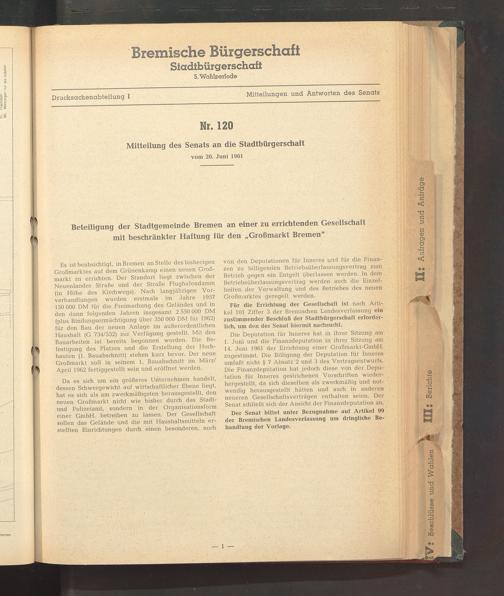 Bremische Bürgerschaft
Stadtbürgerschaft
5. Wahlperiode
Drucksachenabteilung I
Mitteilungen und Antworten des Senats
Nr. 120
Mitteilung des Senats an die Stadtbürgerschaft
vom 20. Juni 1961
Beteiligung der Stadtgemeinde Bremen an einer zu errichtenden Gesellschaft
mit beschränkter Haftung für den „Großmarkt Bremen"
Es ist beabsichtigt, in Bremen an Stelle des bisherigen
Großmarktes auf dem Grünenkamp einen neuen Groß-
markt zu errichten. Der Standort liegt zwischen der
Neuenlander Straße und der Straße Flughafendamm
(in Höhe des Kirchwegs). Nach langjährigen Vor-
verhandlungen wurden erstmals im Jahre 1957
150 000 DM für die Freimachung des Geländes und in
den dann folgenden Jahren insgesamt 2 550 000 DM
(plus Bindungsermächtigung über 350 000 DM für 1962)
für den Bau der neuen Anlage im außerordentlichen
Haushalt (G 734/532) zur Verfügung gestellt. Mit den
Bauarbeiten ist bereits begonnen worden. Die Be-
festigung des Platzes und die Erstellung der Hoch-
bauten (1. Bauabschnitt) stehen kurz bevor. Der neue
Großmarkt soll in seinem 1. Bauabschnitt im März/
April 1962 fertiggestellt sein und eröffnet werden.
Da es sich um ein größeres Unternehmen handelt,
dessen Schwergewicht auf wirtschaftlicher Ebene liegt,
hat es sich als am zweckmäßigsten herausgestellt, den
neuen Großmarkt nicht wie bisher durch das Stadt-
und Polizeiamt, sondern in der Organisationsform
einer GmbH. betreiben zu lassen. Der Gesellschaft
sollen das Gelände und die mit Haushaltsmitteln er-
stellten Einrichtungen durch einen besonderen, noch
von den Deputationen für Inneres und für die Finan-
zen zu billigenden Betriebsüberlassungsvertrag zum
Betrieb gegen ein Entgelt überlassen werden. In dem
Betriebsüberlassungsvertrag werden auch die Einzel-
heiten der Verwaltung und des Betriebes des neuen
Großmarktes geregelt werden.
Für die Errichtung der Gesellschaft ist nach Arti-
kel 101 Ziffer 3 der Bremischen Landesverfassung ein
zustimmender Beschluß der Stadtbürgerschaft erforder-
lich, um den der Senat hiermit nachsucht.
Die Deputation für Inneres hat in ihrer Sitzung am
1. Juni und die Finanzdeputation in ihrer Sitzung am
14. Juni 1961 der Errichtung einer Großmarkt-GmbH.
zugestimmt. Die Billigung der Deputation für Inneres
umfaßt nicht § 7 Absatz 2 und 3 des Vertragsentwurfs.
Die Finanzdeputation hat jedoch diese von der Depu-
tation für Inneres gestrichenen Vorschriften wieder-
hergestellt, da sich dieselben als zweckmäßig und not-
wendig herausgestellt hätten und auch in anderen
neueren Gesellschaftsverträgen enthalten seien. Der
Senat schließt sich der Ansicht der Finanzdeputation an.
Der Senat bittet unter Bezugnahme auf Artikel 99
der Bremischen Landesverfassung um dringliche Be-
handlung der Vorlage.
— 1 —
II: Anfragen und Anträge
III: Berichte
IV: Beschlüsse und Wahlen